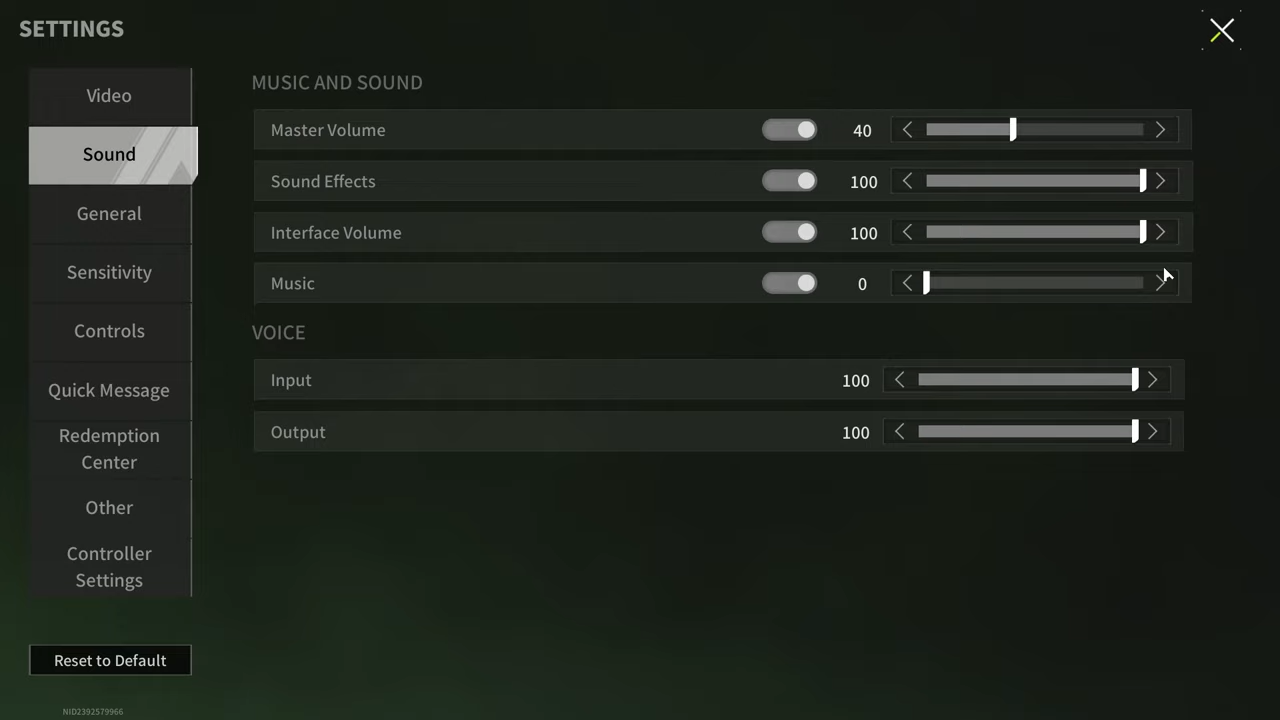 SETTINGS
Video
Sound
General
Sensitivity
Controls
Quick Message
Redemption
Center
Other
Controller
Settings
Reset to Default
NID2392579966
MUSIC AND SOUND
Master Volume 40
Sound Effects 100
Interface Volume 100
Music 0
VOICE
Input 100
Output 100